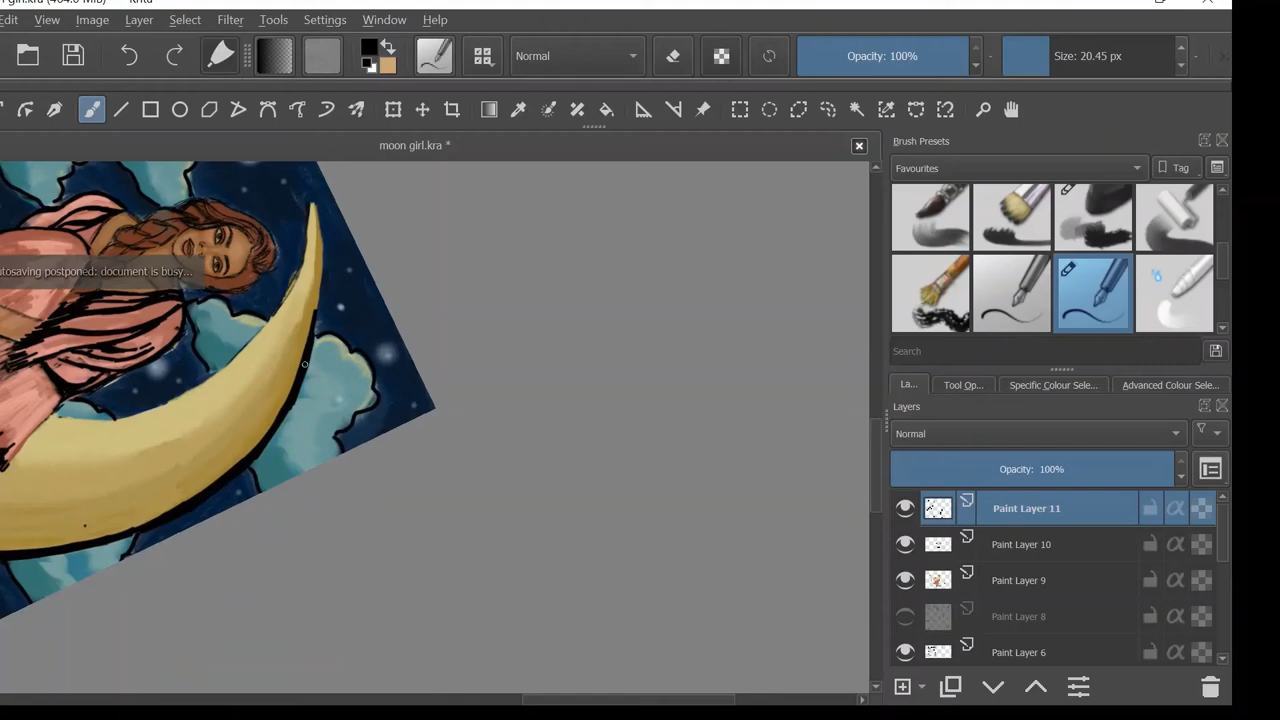 Edit View Image Layer Select Filter Tools Settings Window Help
Normal Opacity: 100% Size: 20.45 px
moon girl.kra *
Brush Presets
Favourites Tag
utosaving postponed: document is busy...
Search
La... Tool Op... Specific Colour Sele... Advanced Colour Sele...
Layers
Normal
Opacity: 100%
Paint Layer 11
Paint Layer 10
Paint Layer 9
Paint Layer 8
Paint Layer 6